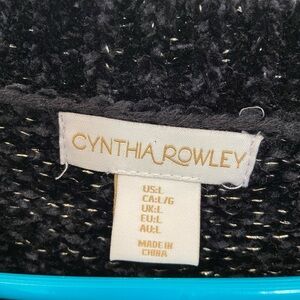 CYNTHIA ROWLEY
US:L
CA:L/G
UK:L
EU:L
AU:L
MADE IN
CHINA